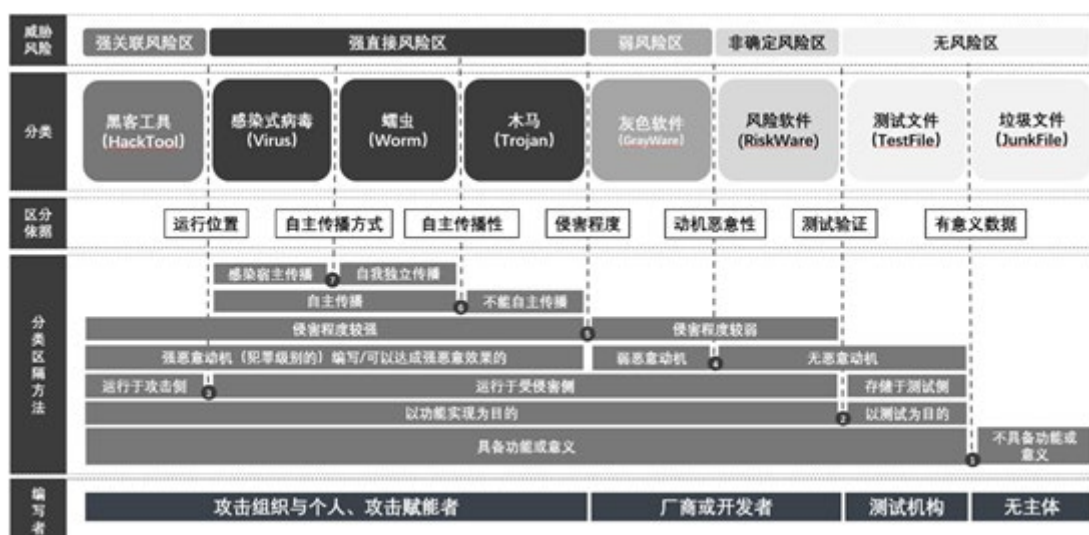 威胁
风险
强关联风险区
强直接风险区
弱风险区
非确定风险区
无风险区
分类
黑客工具
(HackTool)
感染式病毒
(Virus)
蠕虫
(Worm)
木马
(Trojan)
灰色软件
(GrayWare)
风险软件
(RiskWare)
测试文件
(TestFile)
垃圾文件
(JunkFile)
区分
依据
运行位置
自主传播方式
自主传播性
侵害程度
动机恶意性
测试验证
有意义数据
分类区隔方法
感染宿主传播
7
自我独立传播
自主传播
6
不能自主传播
侵害程度较强
5
侵害程度较弱
强恶意动机（犯罪级别的）编写/可以达成强恶意效果的
弱恶意动机
4
无恶意动机
运行于攻击侧
3
运行于受侵害侧
存储于测试侧
以功能实现为目的
2
以测试为目的
具备功能或意义
1
不具备功能或
意义
编写者
攻击组织与个人、攻击赋能者
厂商或开发者
测试机构
无主体